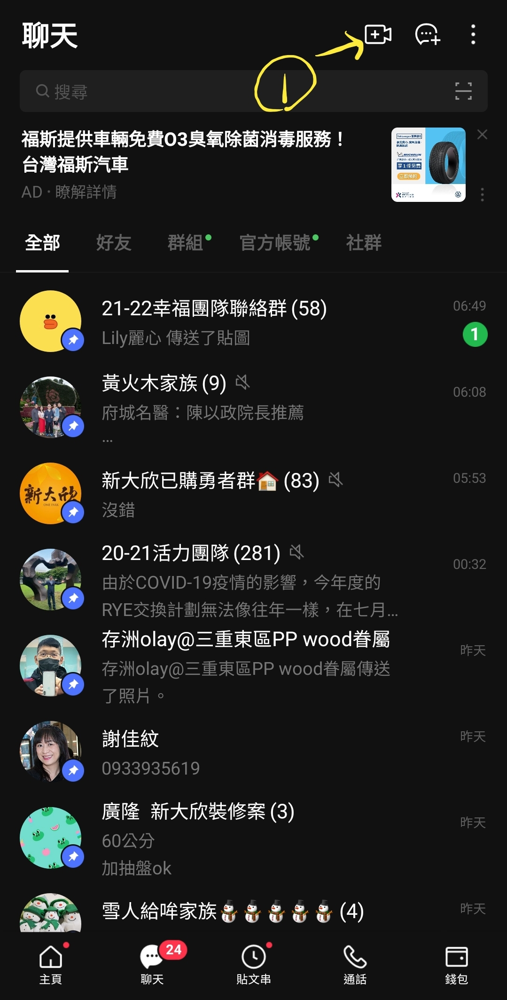 聊天
1
搜尋
福斯提供車輛免費O3臭氧除菌消毒服務！
台灣福斯汽車
AD · 瞭解詳情
MICHELIN
享1條免費
立即預約
全部 好友 群組 官方帳號 社群
21-22幸福團隊聯絡群 (58) 06:49
Lily麗心 傳送了貼圖 1
黃火木家族 (9) 06:08
府城名醫：陳以政院長推薦
...
新大欣已購勇者群🏠 (83) 05:53
新大欣
ONE PARK
沒錯
20-21活力團隊 (281) 00:32
由於COVID-19疫情的影響，今年度的
RYE交換計劃無法像往年一樣，在七月...
存洲olay@三重東區PP wood眷屬 昨天
存洲olay@三重東區PP wood眷屬傳送
了照片。
謝佳紋 昨天
0933935619
廣隆 新大欣裝修案 (3) 昨天
60公分
加抽盤ok
雪人給哞家族⛄⛄⛄⛄⛄ (4) 昨天
24
主頁 聊天 貼文串 通話 錢包